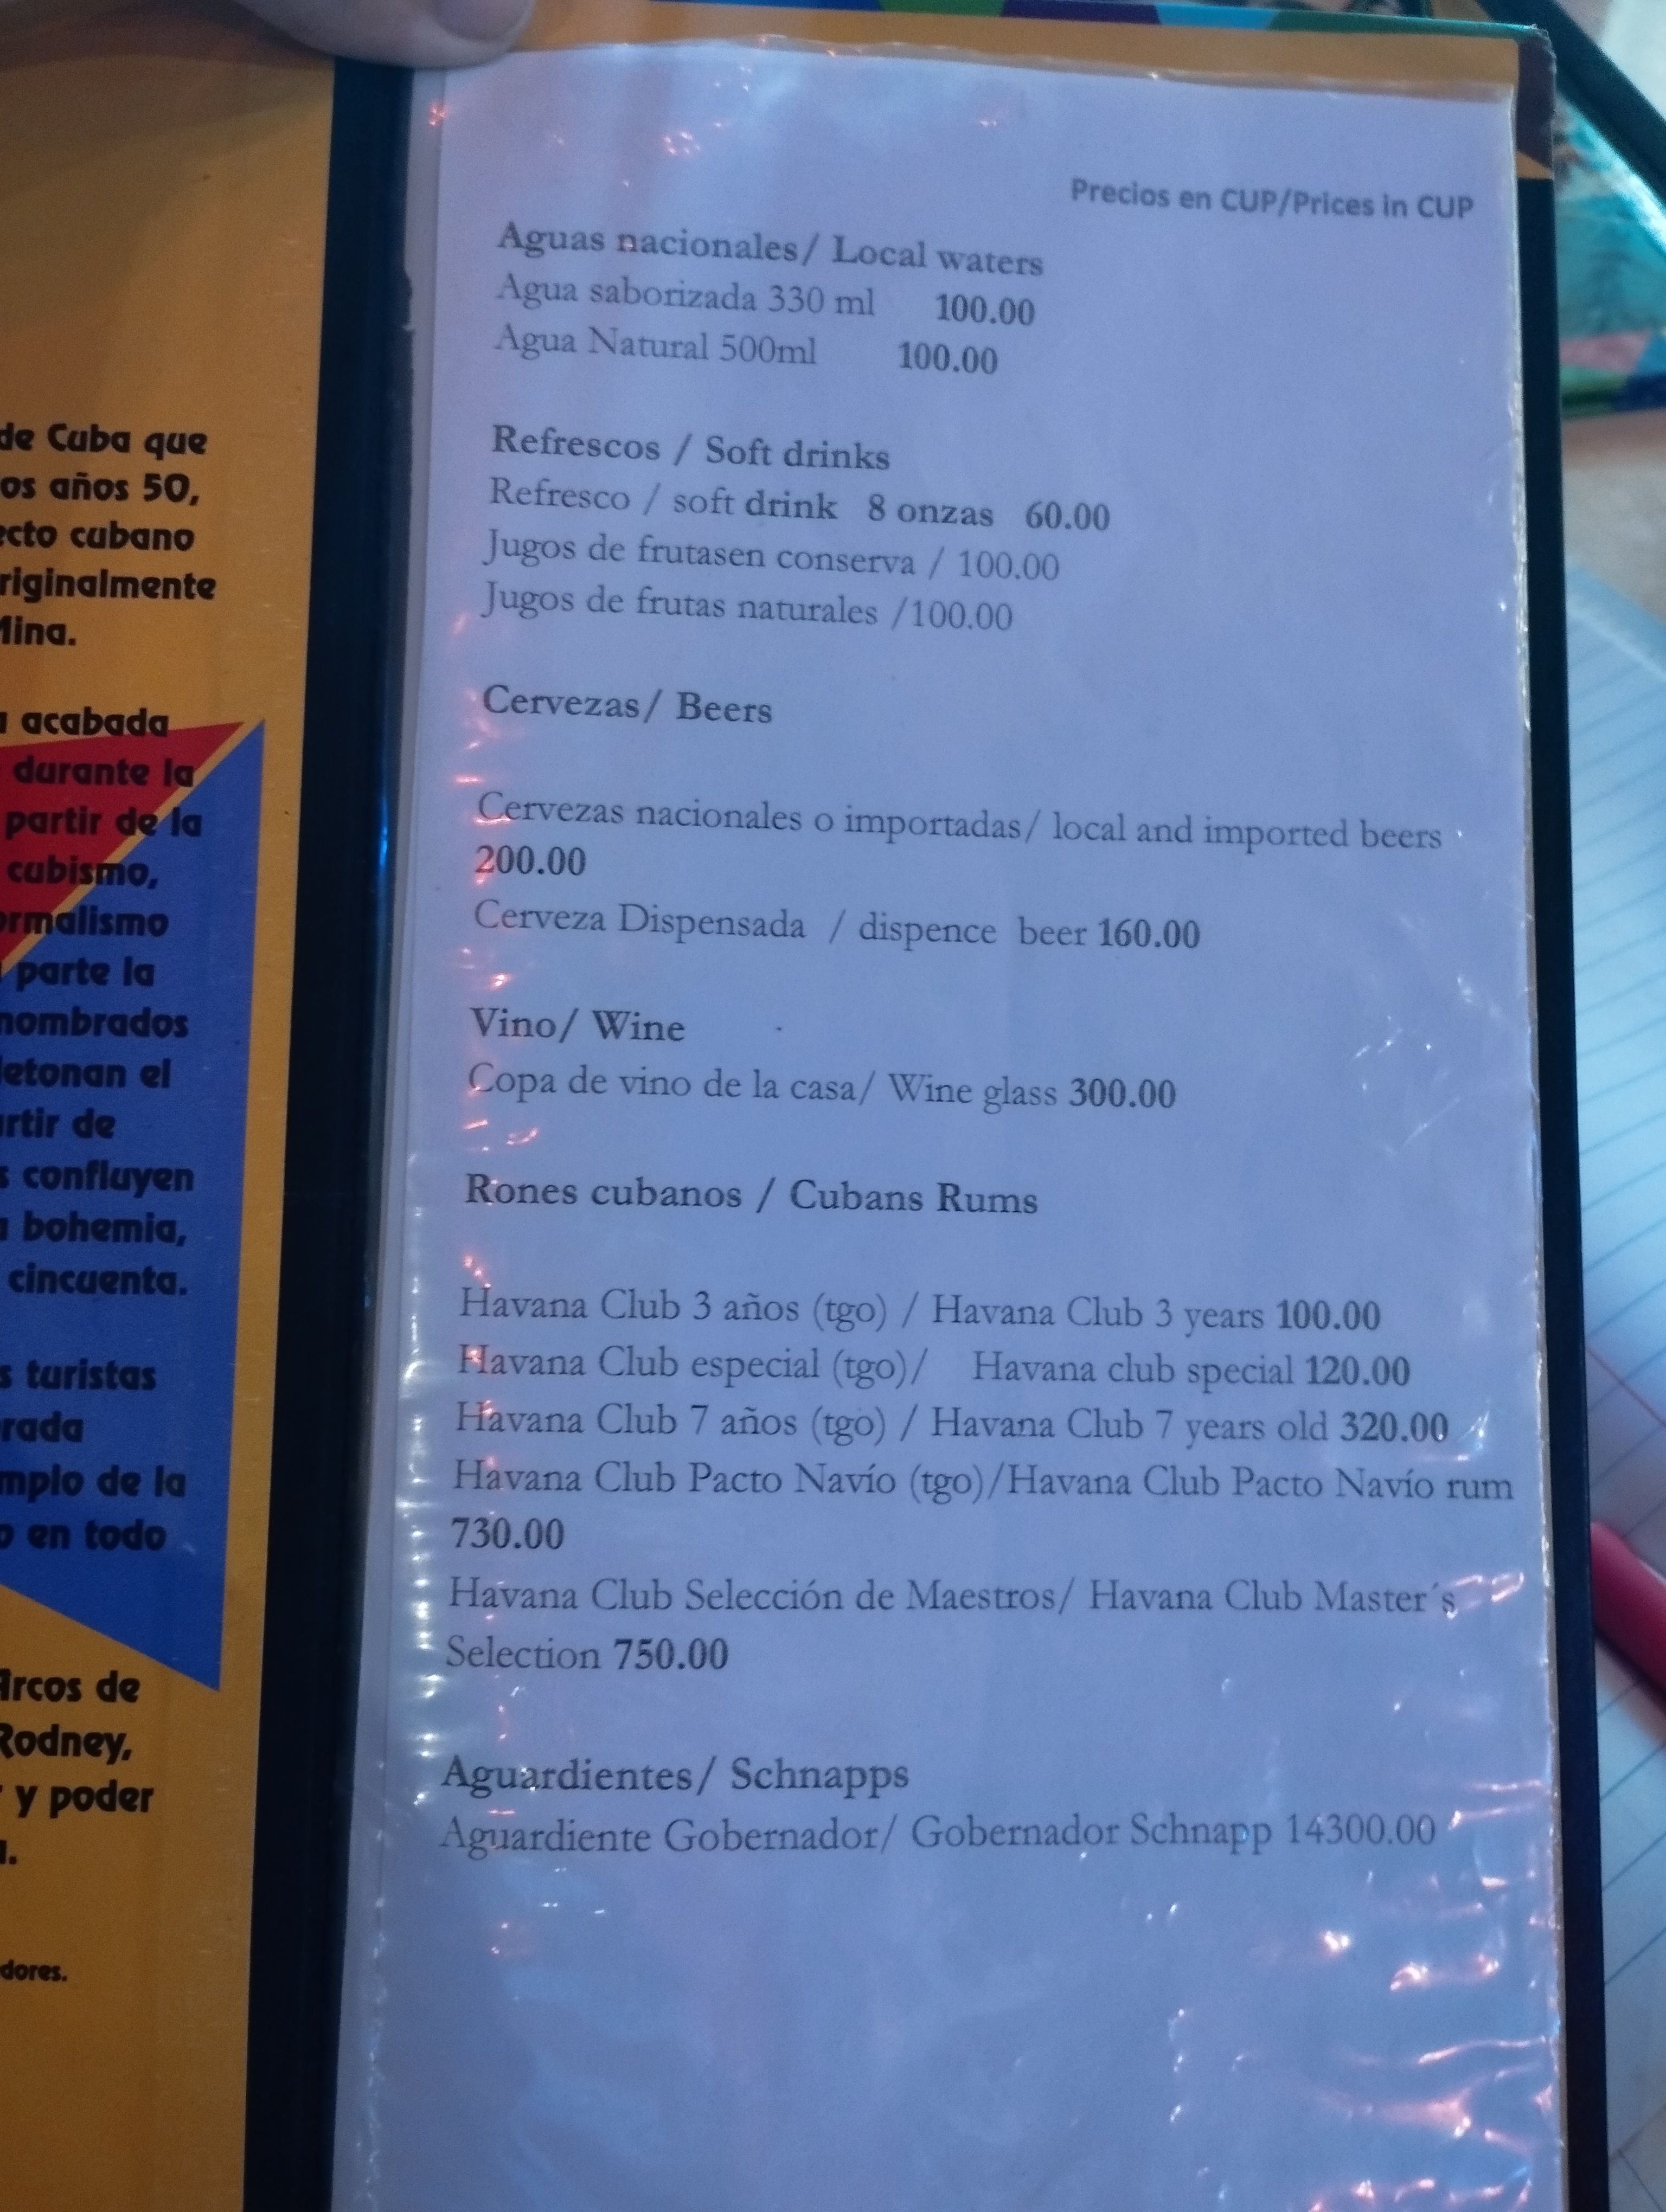 de Cuba que
os años 50,
ecto cubano
riginalmente
Mina.
acabada
durante la
partir de la
cubismo,
ormalismo
parte la
nombrados
detonan el
artir de
s confluyen
bohemia,
cincuenta.
s turistas
rada
mplo de la
o en todo
Arcos de
Rodney,
y poder
dores.
Precios en CUP/Prices in CUP
Aguas nacionales/ Local waters
Agua saborizada 330 ml 100.00
Agua Natural 500ml 100.00
Refrescos / Soft drinks
Refresco / soft drink 8 onzas 60.00
Jugos de frutasen conserva / 100.00
Jugos de frutas naturales /100.00
Cervezas/ Beers
Cervezas nacionales o importadas/ local and imported beers
200.00
Cerveza Dispensada / dispence beer 160.00
Vino/ Wine
Copa de vino de la casa/ Wine glass 300.00
Rones cubanos / Cubans Rums
Havana Club 3 años (tgo) / Havana Club 3 years 100.00
Havana Club especial (tgo)/ Havana club special 120.00
Havana Club 7 años (tgo) / Havana Club 7 years old 320.00
Havana Club Pacto Navío (tgo)/Havana Club Pacto Navío rum
730.00
Havana Club Selección de Maestros/ Havana Club Master´s
Selection 750.00
Aguardientes/ Schnapps
Aguardiente Gobernador/ Gobernador Schnapp 14300.00